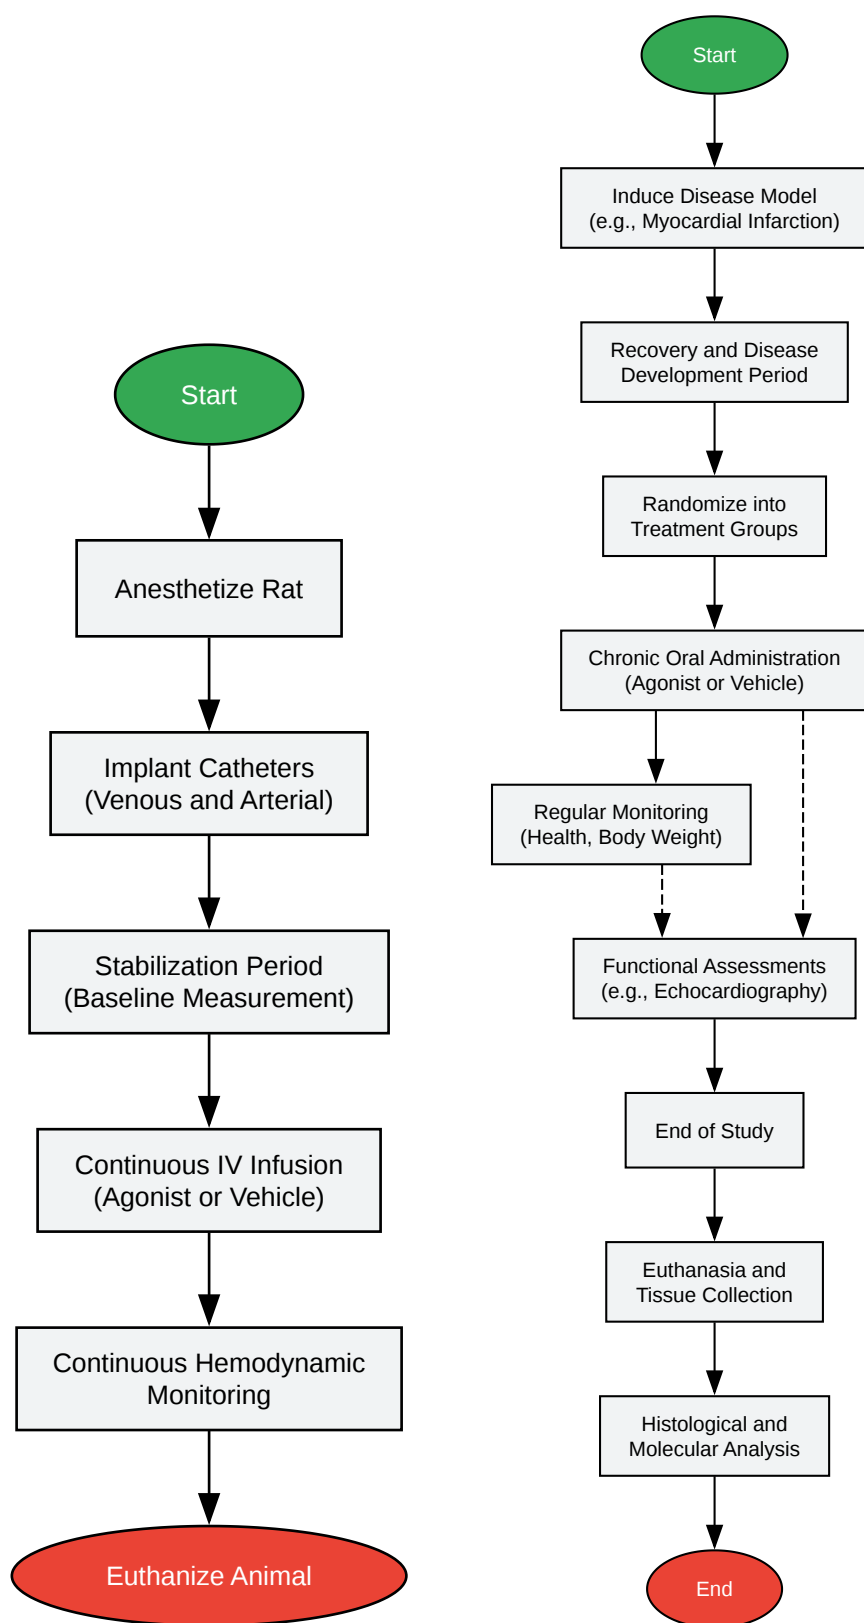 Start
Anesthetize Rat
Implant Catheters
(Venous and Arterial)
Stabilization Period
(Baseline Measurement)
Continuous IV Infusion
(Agonist or Vehicle)
Continuous Hemodynamic
Monitoring
Euthanize Animal
Start
Induce Disease Model
(e.g., Myocardial Infarction)
Recovery and Disease
Development Period
Randomize into
Treatment Groups
Chronic Oral Administration
(Agonist or Vehicle)
Regular Monitoring
(Health, Body Weight)
Functional Assessments
(e.g., Echocardiography)
End of Study
Euthanasia and
Tissue Collection
Histological and
Molecular Analysis
End